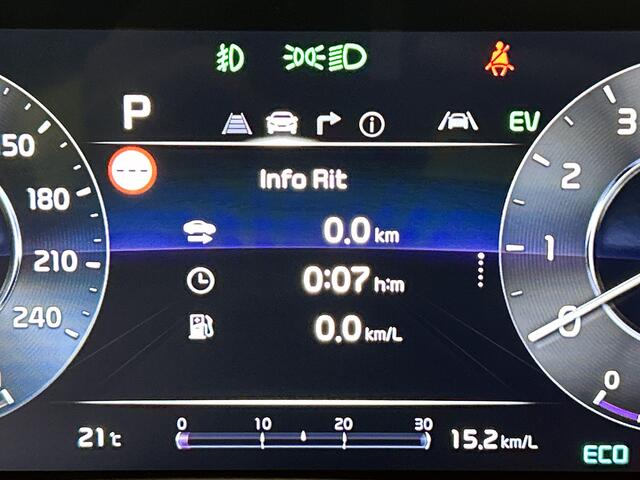 P
EV
---
Info Rit
0.0 km
0:07 h:m
0.0 km/L
150
180
210
240
3
2
1
0
0
0 10 20 30
21℃
15.2 km/L
ECO